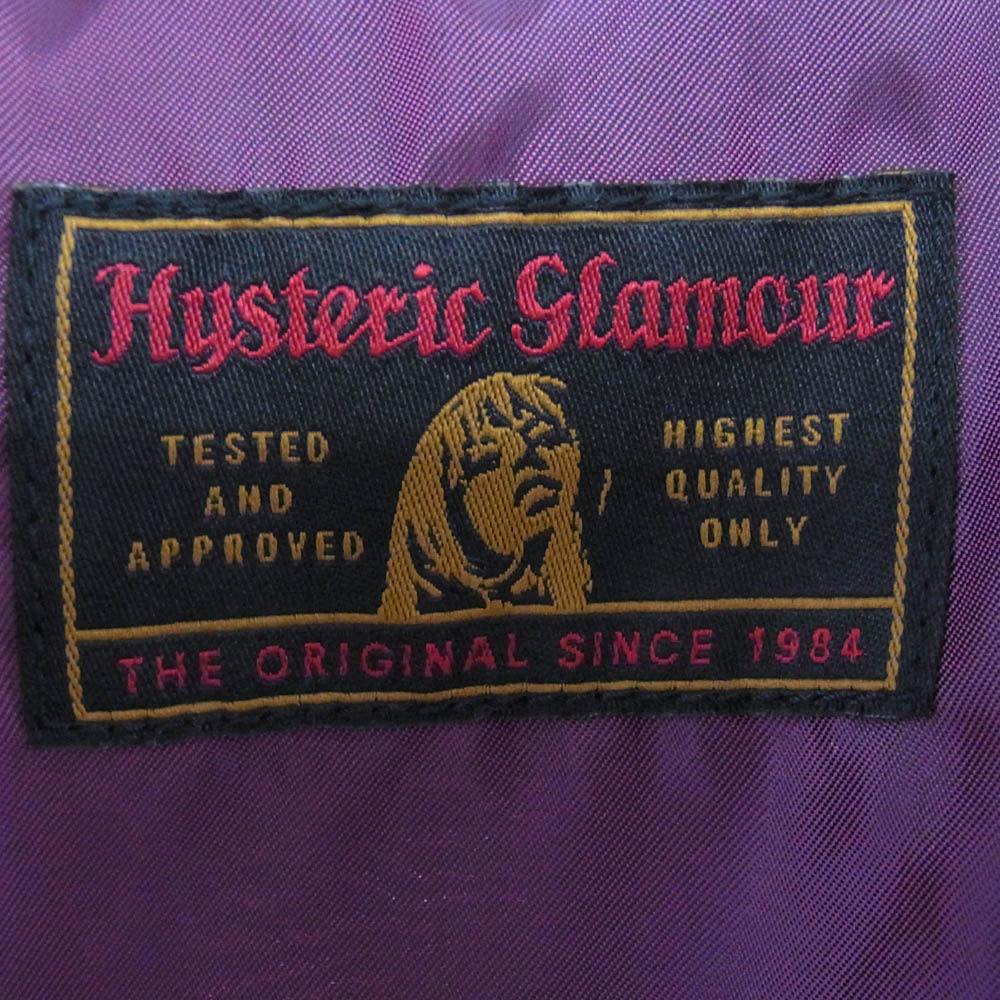 Hysteric Glamour
TESTED
AND
APPROVED
HIGHEST
QUALITY
ONLY
THE ORIGINAL SINCE 1984